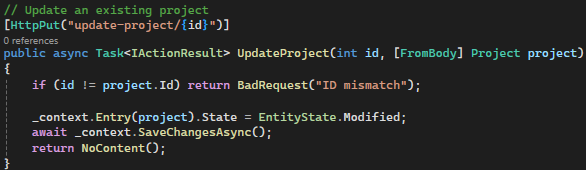 // Update an existing project
[HttpPut("update-project/{id}")]
0 references
public async Task<IActionResult> UpdateProject(int id, [FromBody] Project project)
{
    if (id != project.Id) return BadRequest("ID mismatch");

    _context.Entry(project).State = EntityState.Modified;
    await _context.SaveChangesAsync();
    return NoContent();
}